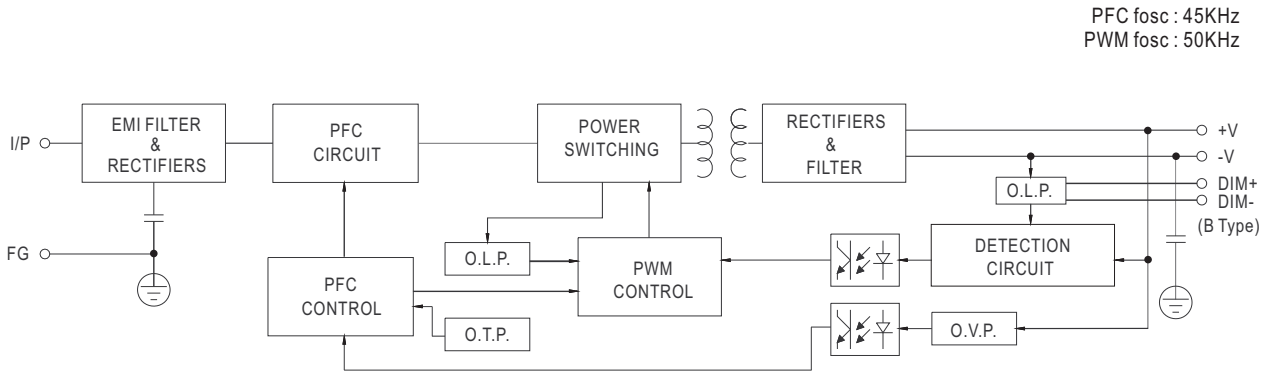 PFC fosc : 45KHz
PWM fosc : 50KHz
I/P
EMI FILTER
&
RECTIFIERS
PFC
CIRCUIT
POWER
SWITCHING
RECTIFIERS
&
FILTER
+V
-V
O.L.P.
DIM+
DIM-
(B Type)
FG
O.L.P.
PFC
CONTROL
PWM
CONTROL
DETECTION
CIRCUIT
O.T.P.
O.V.P.